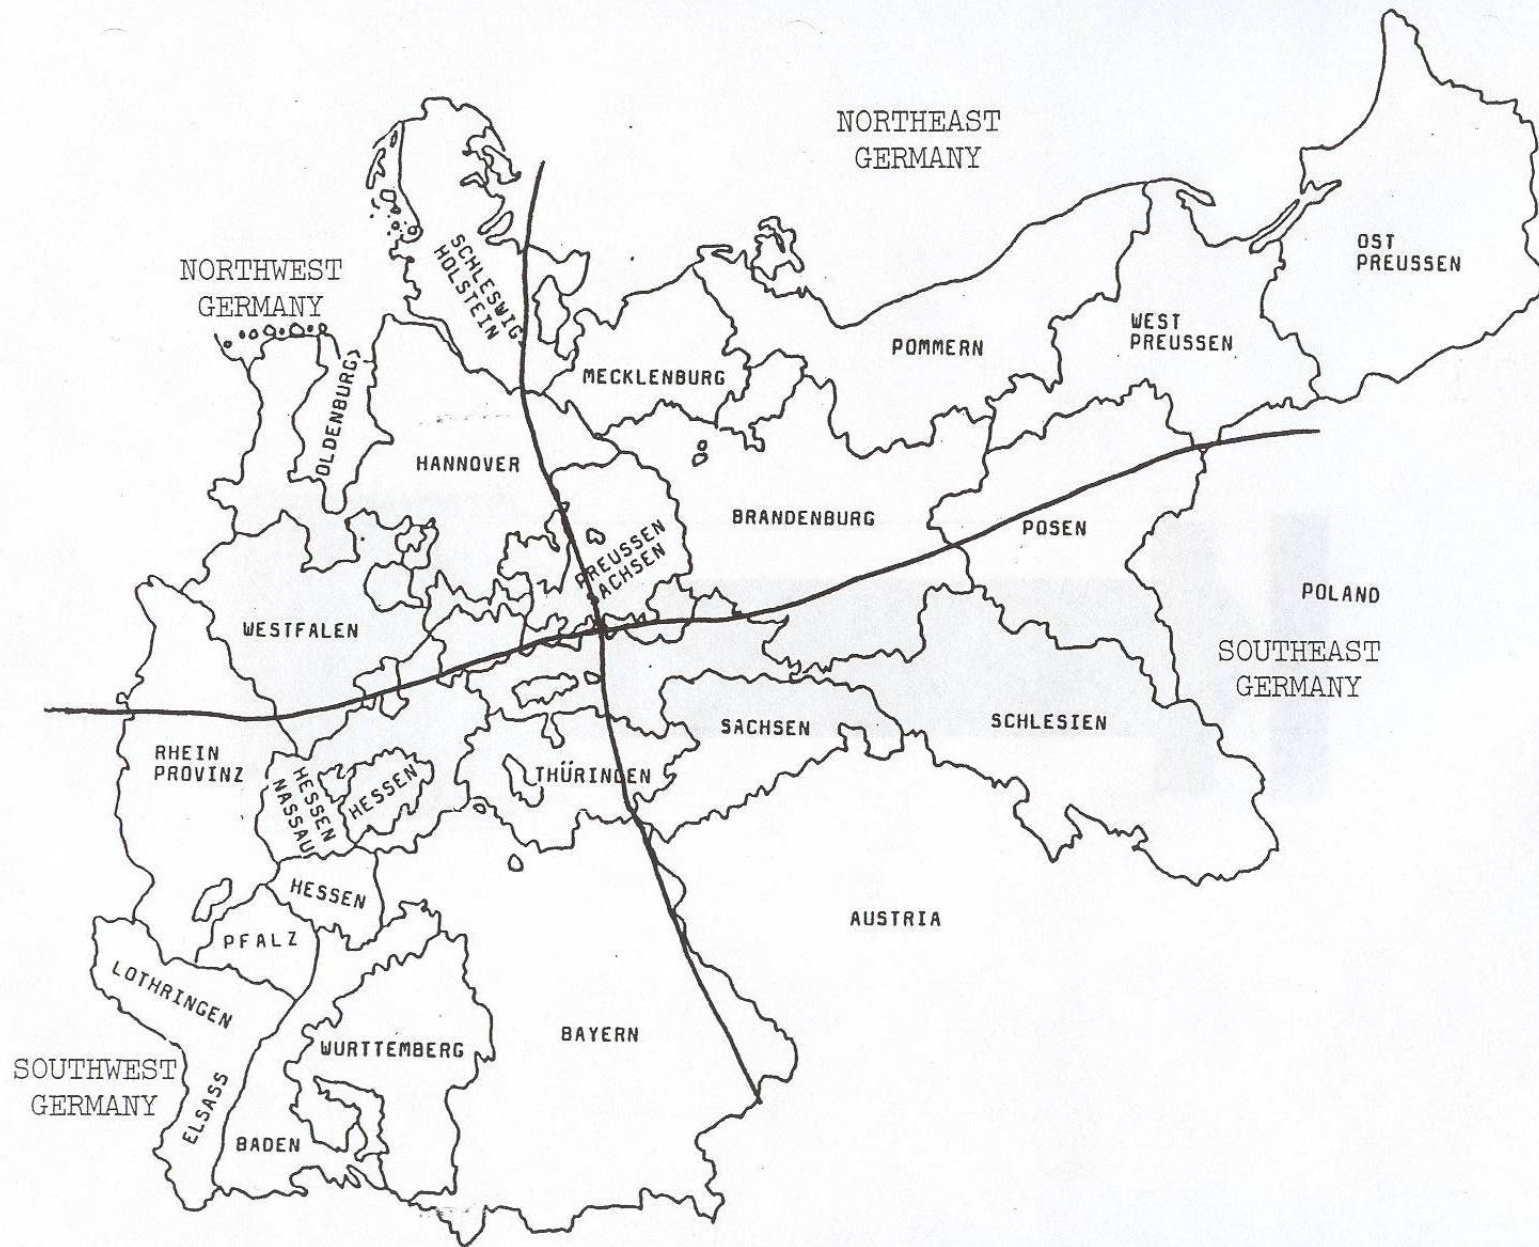 NORTHEAST
GERMANY
NORTHWEST
GERMANY
SCHLESWIG
HOLSTEIN
OST
PREUSSEN
WEST
PREUSSEN
POMMERN
MECKLENBURG
OLDENBURG
HANNOVER
BRANDENBURG
POSEN
PREUSSEN
SACHSEN
POLAND
WESTFALEN
SOUTHEAST
GERMANY
SCHLESIEN
SACHSEN
RHEIN
PROVINZ
HESSEN
NASSAU
HESSEN
THÜRINGEN
HESSEN
AUSTRIA
PFALZ
LOTHRINGEN
BAYERN
WURTTEMBERG
SOUTHWEST
GERMANY
ELSASS
BADEN